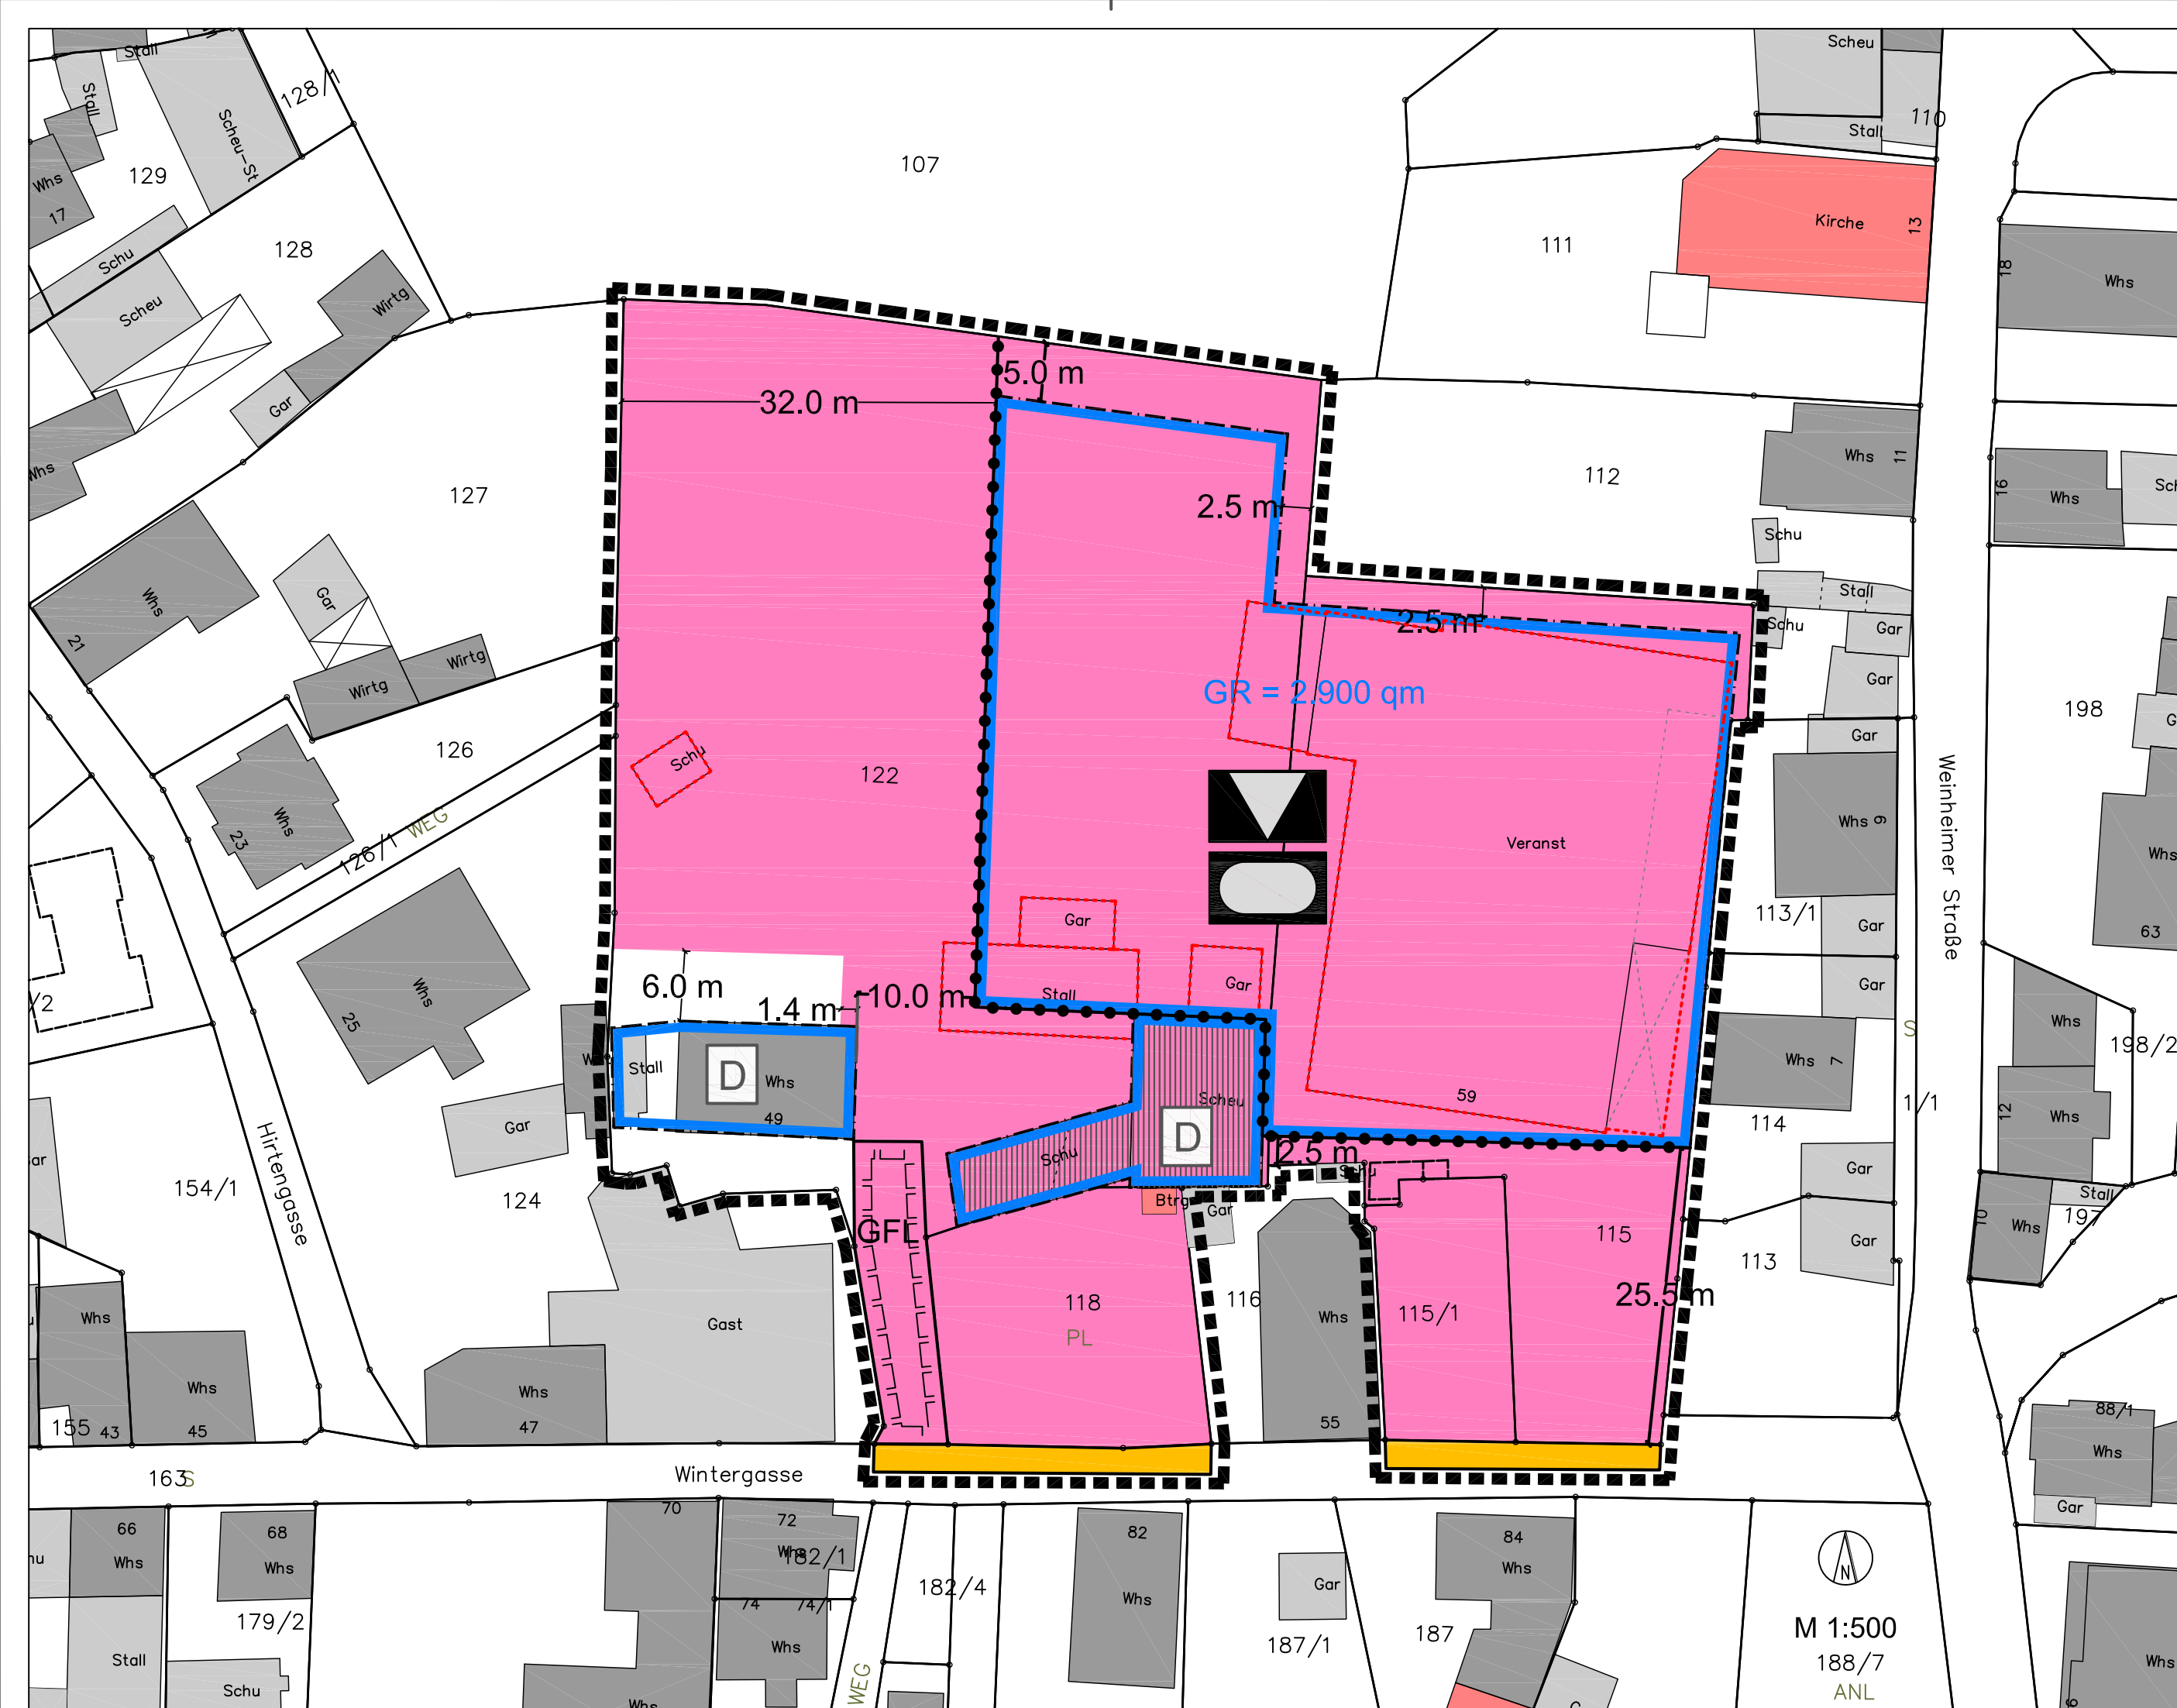 Stall
Scheu
128/1
Stall
110
Scheu-St
Stall
107
129
Whs
17
Kirche
13
111
128
Schu
18
Whs
Scheu
Wirtg
5.0 m
32.0 m
Gar
Whs
11
112
Whs
127
16
Whs
2.5 m
Schu
Whs
Gar
Stall
2.5 m
Schu
Gar
21
Wirtg
Gar
Wirtg
GR = 2.900 qm
198
126
Schu
122
Gar
Whs
23
WEG
126/1
Whs
9
Veranst
Whs
Weinheimer Straße
113/1
Gar
Gar
63
Whs
25
6.0 m
1.4 m
10.0 m
Stall
Gar
Gar
Whs
S
198/2
Whs
7
Stall
D
Whs
49
Scheu
59
1/1
12
Whs
114
Gar
D
Schu
2.5 m
Schu
Gar
Hirtengasse
154/1
124
Btrg
Gar
Stall
197
GFL
115
10
Whs
Gar
113
116
118
25.5 m
115/1
Whs
Whs
Gast
PL
Whs
Whs
88/1
155
43
45
47
55
Whs
163
S
Wintergasse
Gar
66
68
70
72
82
84
Whs
Whs
Whs
182/1
Whs
N
182/4
Whs
Gar
179/2
74
74/1
M 1:500
Whs
187/1
187
Stall
188/7
Whs
Schu
WEG
ANL
Whs